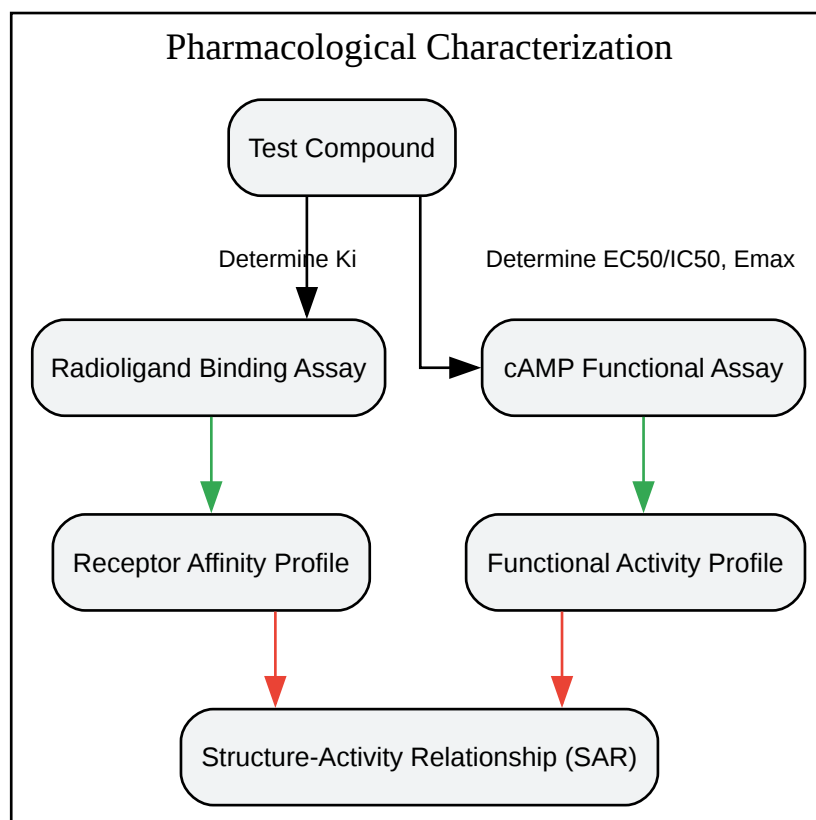 Pharmacological Characterization
Test Compound
Determine Ki
Determine EC50/IC50, Emax
Radioligand Binding Assay
cAMP Functional Assay
Receptor Affinity Profile
Functional Activity Profile
Structure-Activity Relationship (SAR)